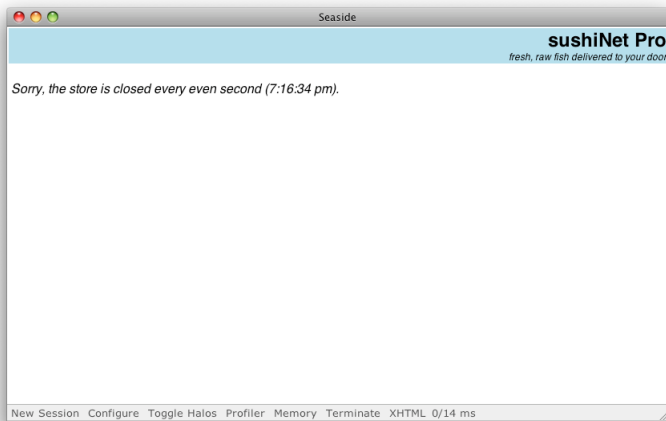 Seaside
sushiNet Pro
fresh, raw fish delivered to your door
Sorry, the store is closed every even second (7:16:34 pm).
New Session Configure Toggle Halos Profiler Memory Terminate XHTML 0/14 ms